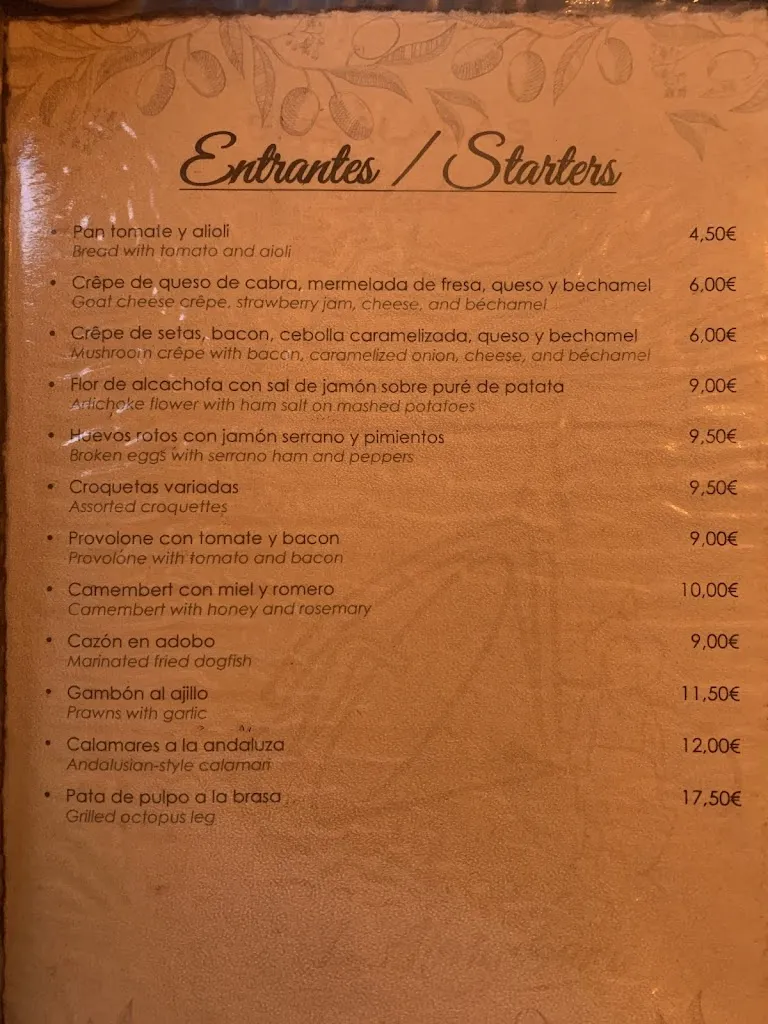 Entrantes / Starters
Pan tomate y alioli 4,50€
Bread with tomato and aioli
Crêpe de queso de cabra, mermelada de fresa, queso y bechamel 6,00€
Goat cheese crêpe, strawberry jam, cheese, and béchamel
Crêpe de setas, bacon, cebolla caramelizada, queso y bechamel 6,00€
Mushroom crêpe with bacon, caramelized onion, cheese, and béchamel
Flor de alcachofa con sal de jamón sobre puré de patata 9,00€
Artichoke flower with ham salt on mashed potatoes
Huevos rotos con jamón serrano y pimientos 9,50€
Broken eggs with serrano ham and peppers
Croquetas variadas 9,50€
Assorted croquettes
Provolone con tomate y bacon 9,00€
Provolone with tomato and bacon
Camembert con miel y romero 10,00€
Camembert with honey and rosemary
Cazón en adobo 9,00€
Marinated fried dogfish
Gambón al ajillo 11,50€
Prawns with garlic
Calamares a la andaluza 12,00€
Andalusian-style calamari
Pata de pulpo a la brasa 17,50€
Grilled octopus leg